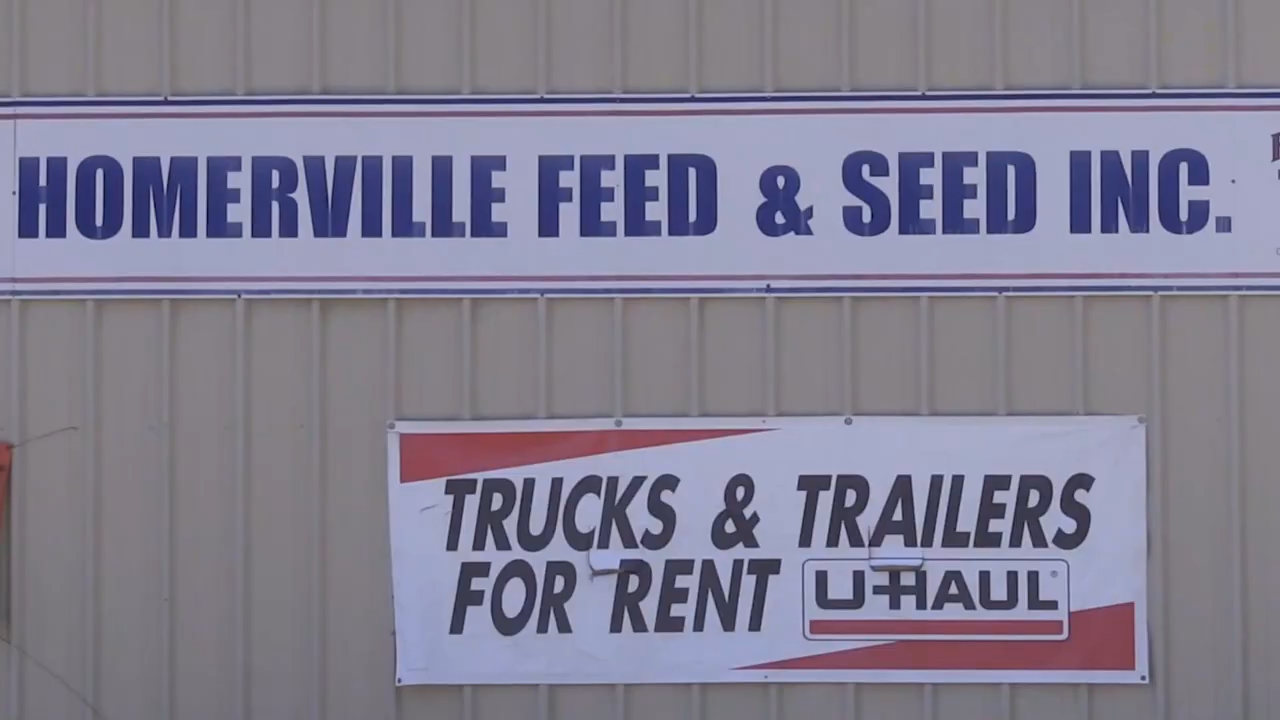 HOMERVILLE FEED & SEED INC.
TRUCKS & TRAILERS
FOR RENT U-HAUL®